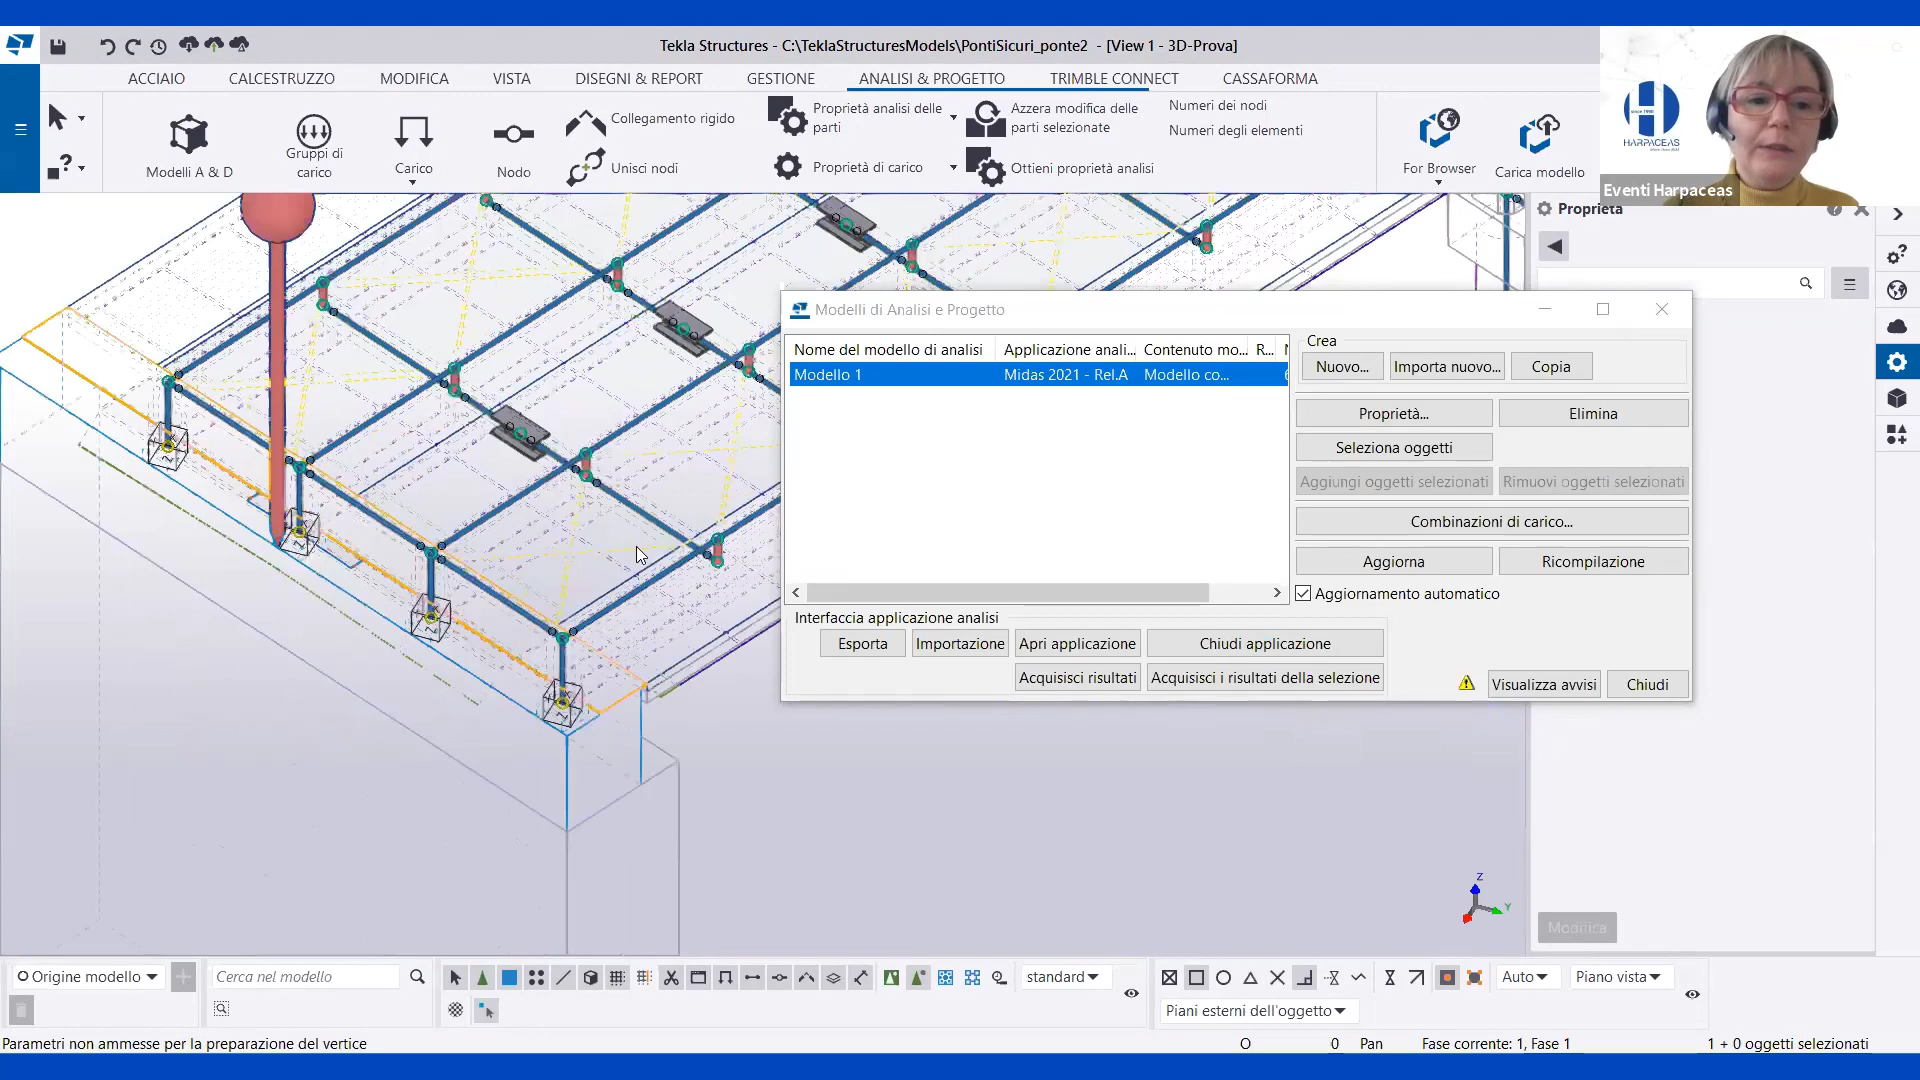 Tekla Structures - C:\TeklaStructuresModels\PontiSicuri_ponte2 - [View 1 - 3D-Prova]
ACCIAIO CALCESTRUZZO MODIFICA VISTA DISEGNI & REPORT GESTIONE ANALISI & PROGETTO TRIMBLE CONNECT CASSAFORMA
Modelli A & D
Gruppi di
carico
Carico
Nodo
Collegamento rigido
Unisci nodi
Proprietà analisi delle
parti
Proprietà di carico
Azzera modifica delle
parti selezionate
Ottieni proprietà analisi
Numeri dei nodi
Numeri degli elementi
For Browser
Carica modello
HARPACEAS
Eventi Harpaceas
Proprietà
Modelli di Analisi e Progetto
Nome del modello di analisi Applicazione anali... Contenuto mo... R...
Modello 1 Midas 2021 - Rel.A Modello co...
Crea
Nuovo... Importa nuovo... Copia
Proprietà... Elimina
Seleziona oggetti
Aggiungi oggetti selezionati Rimuovi oggetti selezionati
Combinazioni di carico...
Aggiorna Ricompilazione
Aggiornamento automatico
Interfaccia applicazione analisi
Esporta Importazione Apri applicazione Chiudi applicazione
Acquisisci risultati Acquisisci i risultati della selezione
Visualizza avvisi Chiudi
Z
Y
Modifica
Origine modello Cerca nel modello standard Auto Piano vista
Piani esterni dell'oggetto
Parametri non ammesse per la preparazione del vertice O 0 Pan Fase corrente: 1, Fase 1 1 + 0 oggetti selezionati